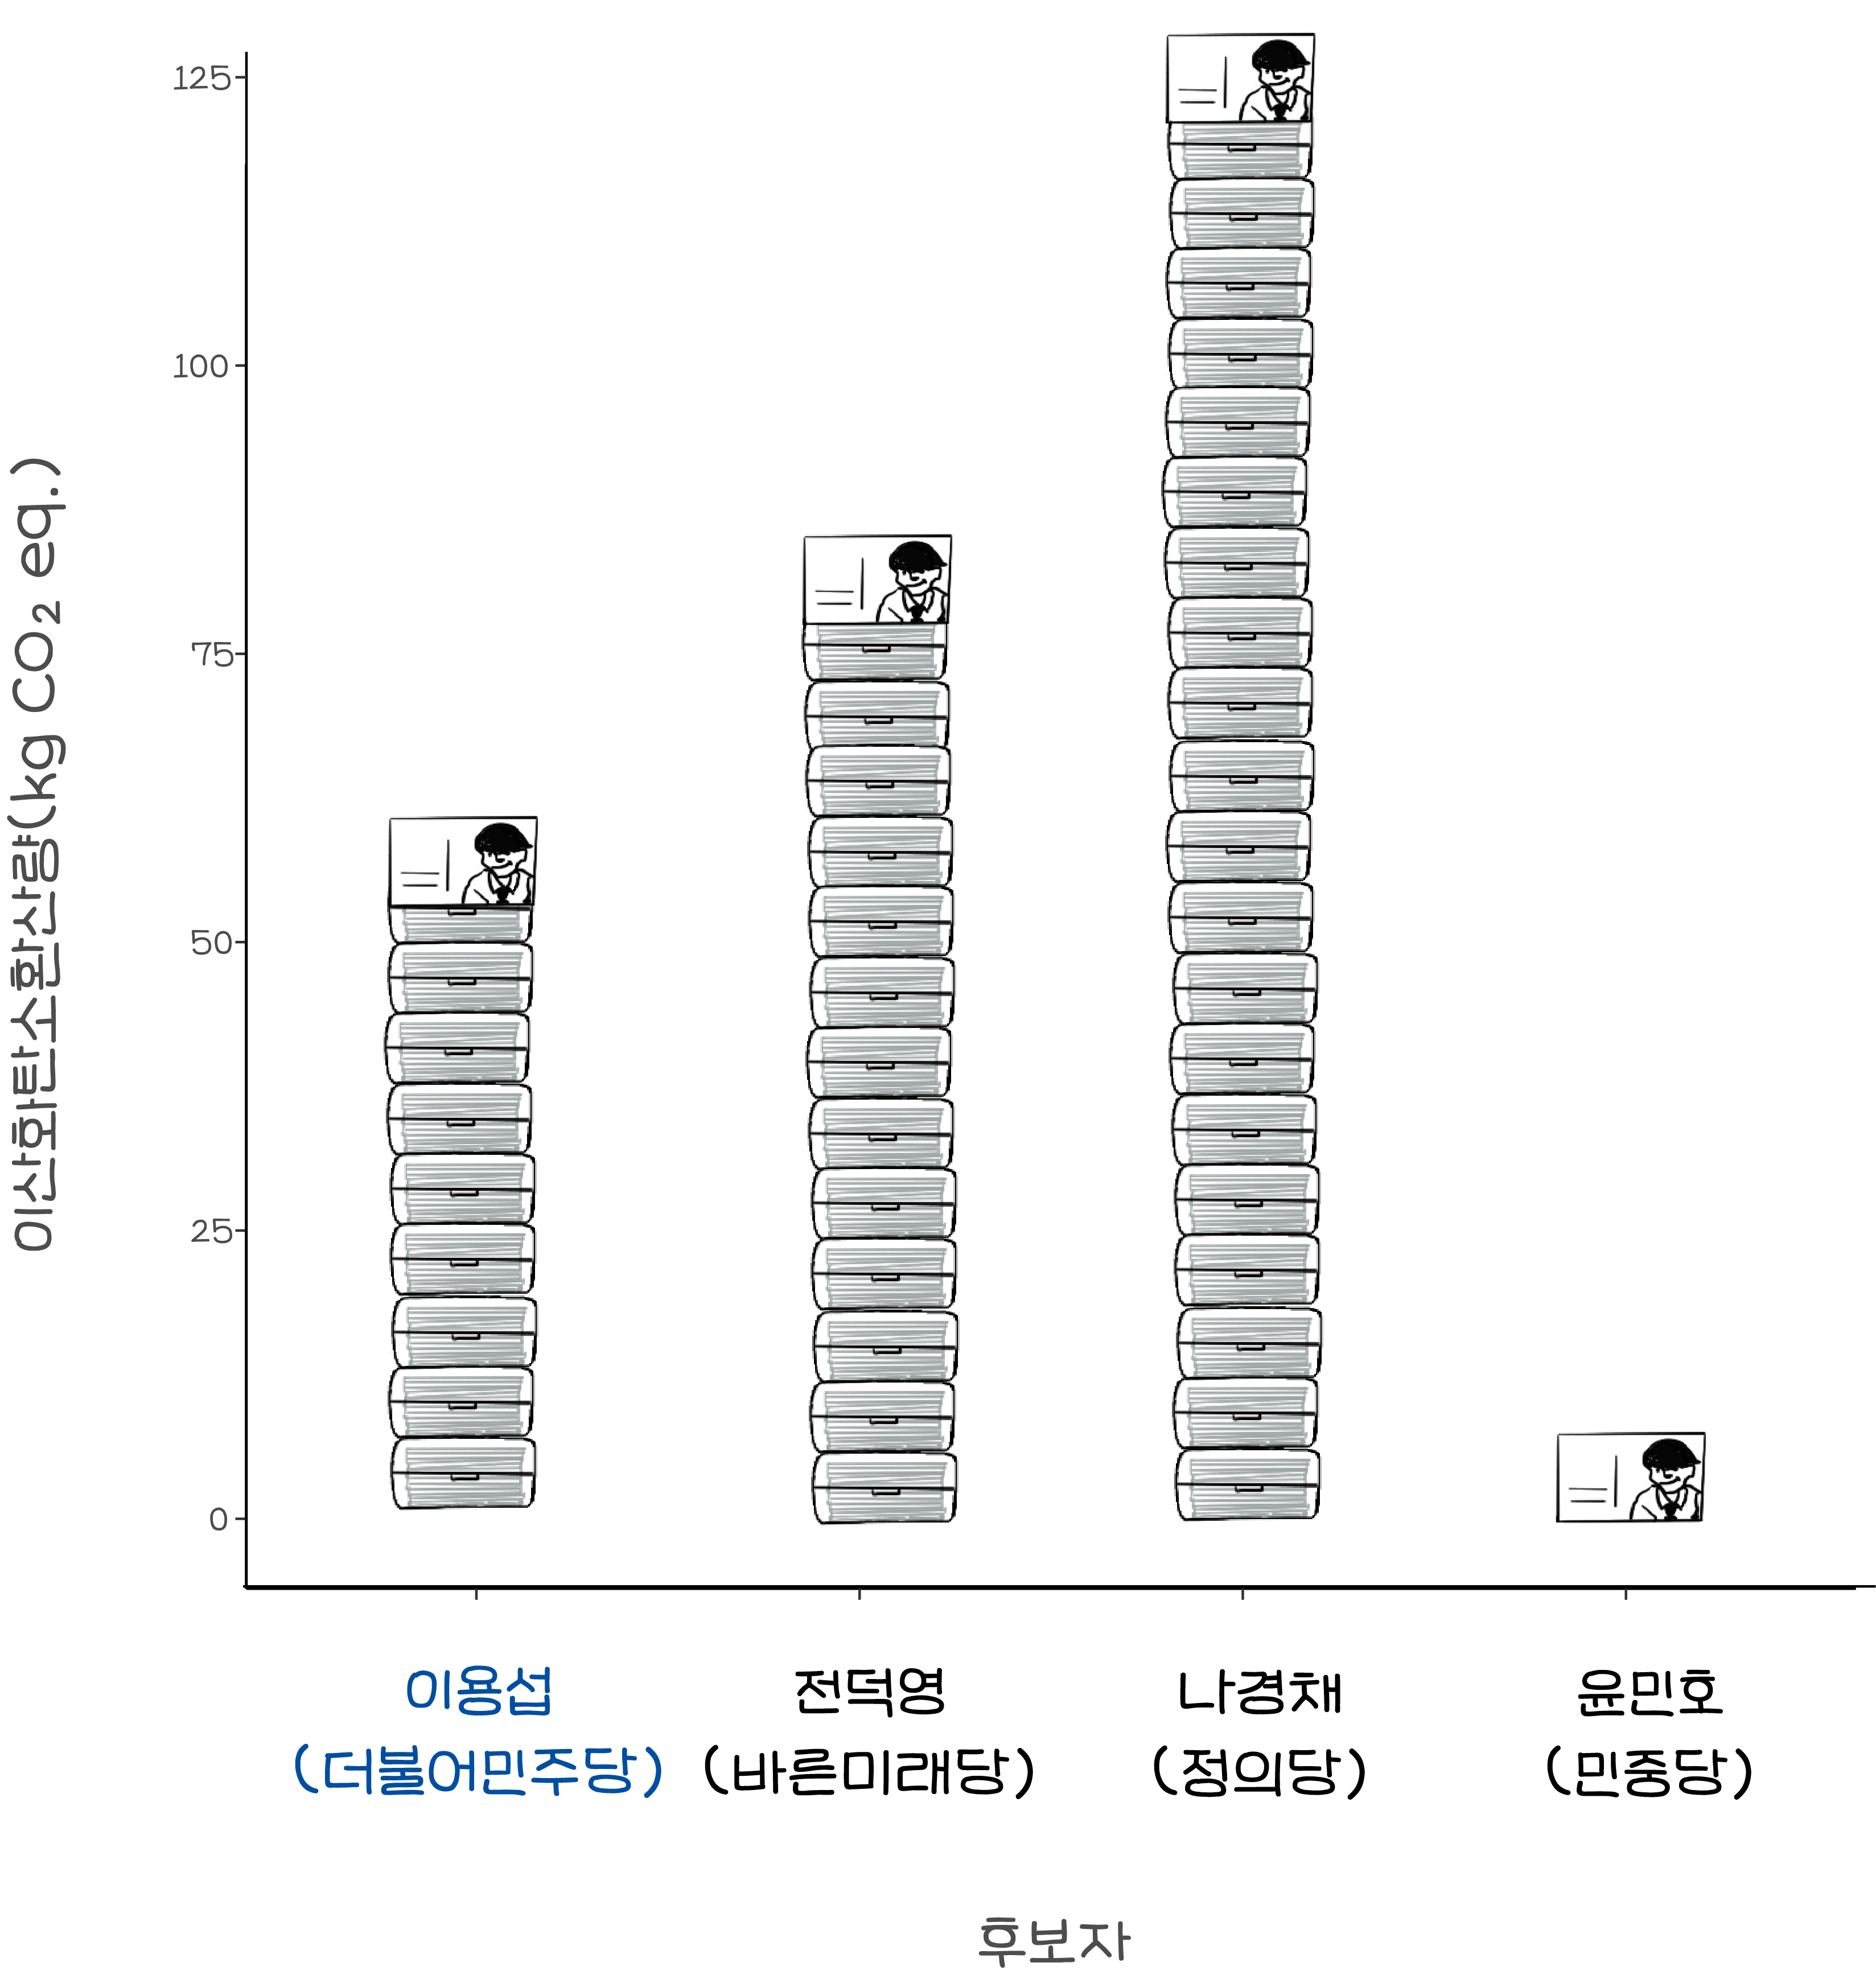 이산화탄소환산량(kg CO₂ eq.)
125
100
75
50
25
0
이용섭
(더불어민주당)
전덕영
(바른미래당)
나경채
(정의당)
윤민호
(민중당)
후보자